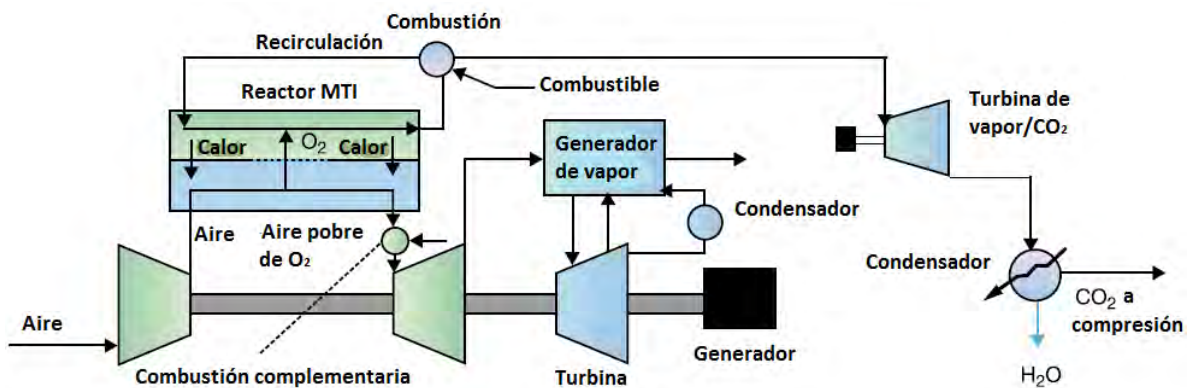 Combustión
Recirculación
Combustible
Reactor MTI
Turbina de
vapor/CO₂
Calor
O₂
Calor
Generador
de vapor
Condensador
Aire
Aire pobre
de O₂
Condensador
CO₂ a
compresión
Aire
Generador
Combustión complementaria
Turbina
H₂O